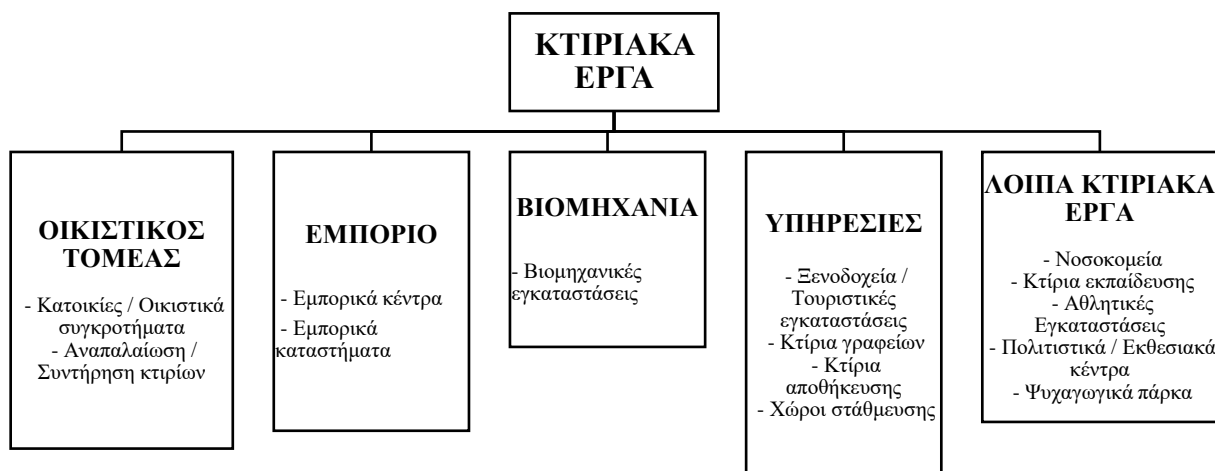 ΚΤΙΡΙΑΚΑ
ΕΡΓΑ
ΟΙΚΙΣΤΙΚΟΣ
ΤΟΜΕΑΣ
- Κατοικίες / Οικιστικά
συγκροτήματα
- Αναπαλαίωση /
Συντήρηση κτιρίων
ΕΜΠΟΡΙΟ
- Εμπορικά κέντρα
- Εμπορικά
καταστήματα
ΒΙΟΜΗΧΑΝΙΑ
- Βιομηχανικές
εγκαταστάσεις
ΥΠΗΡΕΣΙΕΣ
- Ξενοδοχεία /
Τουριστικές
εγκαταστάσεις
- Κτίρια γραφείων
- Κτίρια
αποθήκευσης
- Χώροι στάθμευσης
ΛΟΙΠΑ ΚΤΙΡΙΑΚΑ
ΕΡΓΑ
- Νοσοκομεία
- Κτίρια εκπαίδευσης
- Αθλητικές
Εγκαταστάσεις
- Πολιτιστικά / Εκθεσιακά
κέντρα
- Ψυχαγωγικά πάρκα